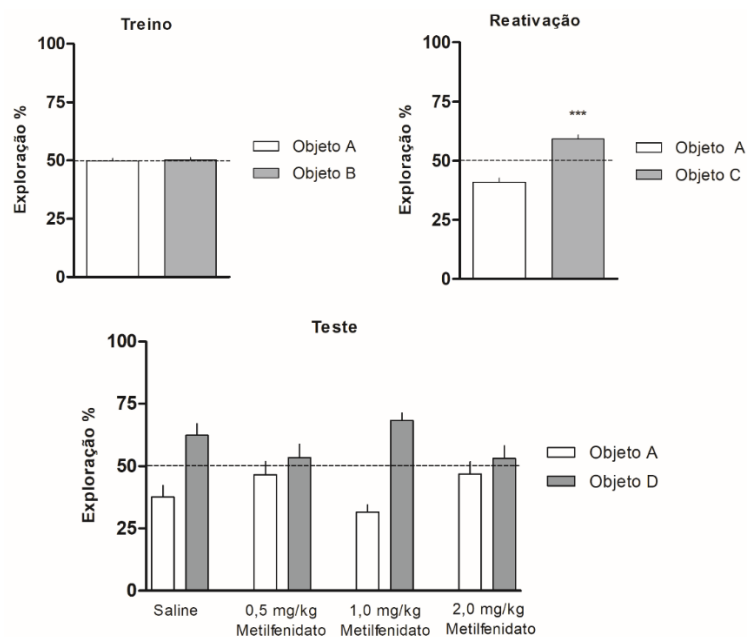 Treino
100
75
50
25
0
Exploração %
Objeto A
Objeto B
Reativação
100
75
50
25
0
Exploração %
***
Objeto A
Objeto C
Teste
100
75
50
25
0
Exploração %
Objeto A
Objeto D
Saline
0,5 mg/kg
Metilfenidato
1,0 mg/kg
Metilfenidato
2,0 mg/kg
Metilfenidato